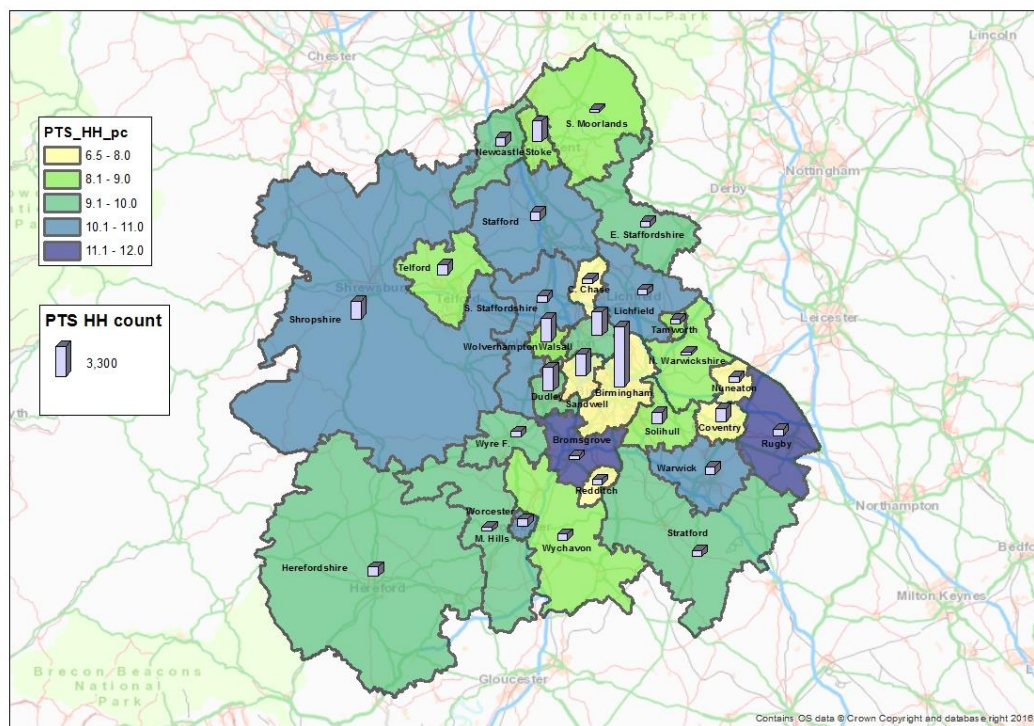 National Park
Lincoln
Chester
PTS_HH_pc
6.5 - 8.0
8.1 - 9.0
9.1 - 10.0
10.1 - 11.0
11.1 - 12.0
S. Moorlands
Newcastle
Stoke
Nottingham
Derby
Stafford
E. Staffordshire
Telford
Telford
C. Chase
Shrewsbury
Lichfield
Lichfield
S. Staffordshire
Leicester
PTS HH count
3,300
Shropshire
Tamworth
Wolverhampton
Walsall
N. Warwickshire
Nuneaton
Birmingham
Dudley
Sandwell
Solihull
Coventry
Rugby
Bromsgrove
Wyre F.
Warwick
Redditch
Northampton
Worcester
M. Hills
Stratford
Wychavon
Herefordshire
Hereford
Milton Keynes
Brecon Beacons
National
Park
Gloucester
Contains OS data © Crown Copyright and database right 2018